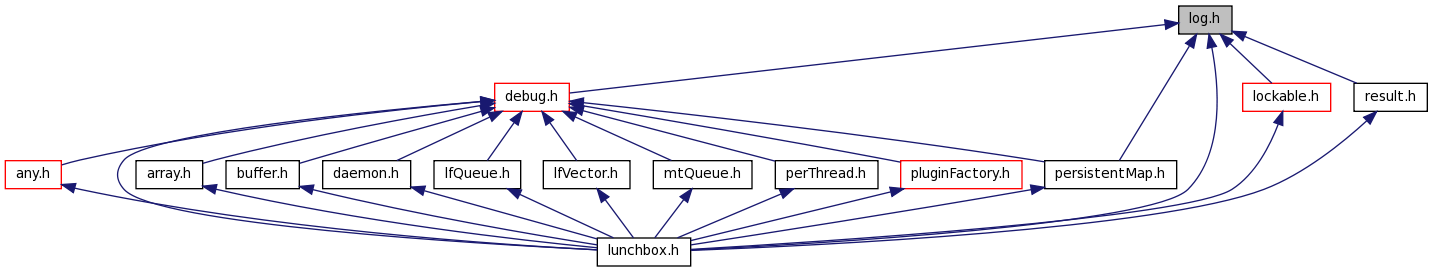 log.h
debug.h
lockable.h
result.h
any.h
array.h
buffer.h
daemon.h
lfQueue.h
lfVector.h
mtQueue.h
perThread.h
pluginFactory.h
persistentMap.h
lunchbox.h